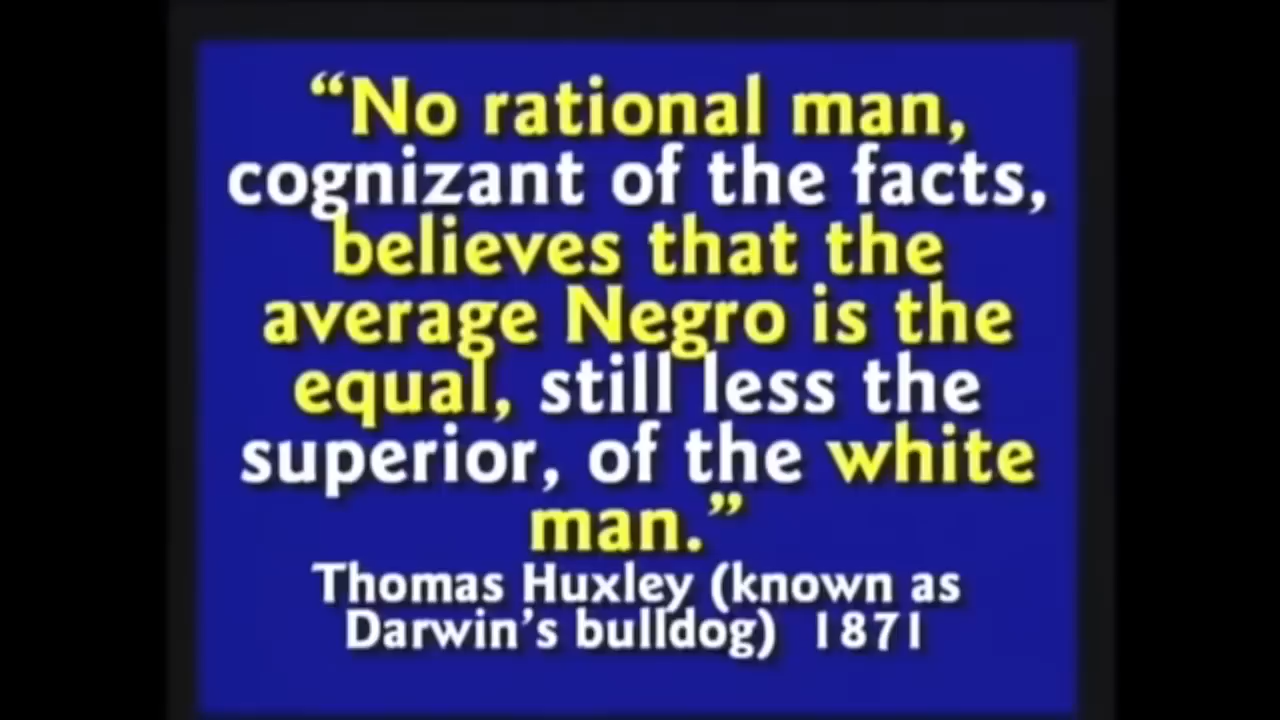 “No rational man,
cognizant of the facts,
believes that the
average Negro is the
equal, still less the
superior, of the white
man.”
Thomas Huxley (known as
Darwin’s bulldog) 1871